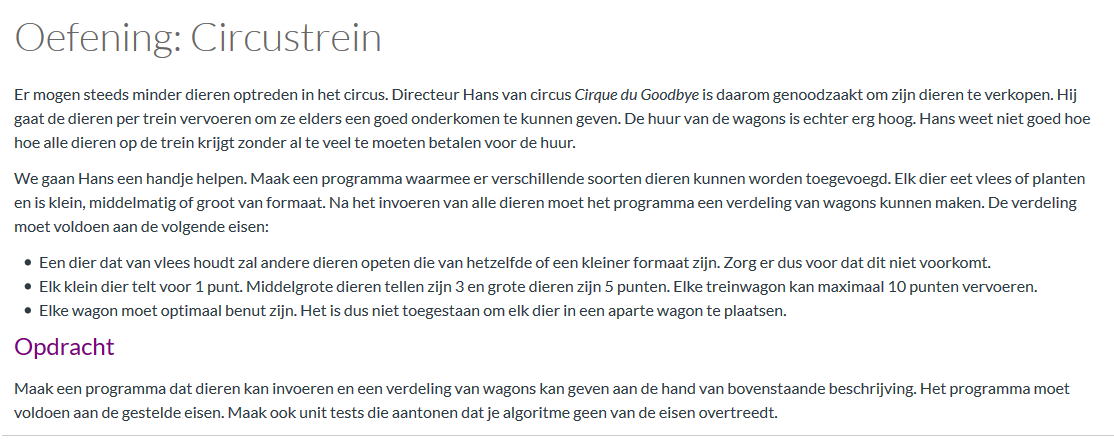 Oefening: Circustrein
Er mogen steeds minder dieren optreden in het circus. Directeur Hans van circus Cirque du Goodbye is daarom genoodzaakt om zijn dieren te verkopen. Hij
gaat de dieren per trein vervoeren om ze elders een goed onderkomen te kunnen geven. De huur van de wagons is echter erg hoog. Hans weet niet goed hoe
hoe alle dieren op de trein krijgt zonder al te veel te moeten betalen voor de huur.
We gaan Hans een handje helpen. Maak een programma waarmee er verschillende soorten dieren kunnen worden toegevoegd. Elk dier eet vlees of planten
en is klein, middelmatig of groot van formaat. Na het invoeren van alle dieren moet het programma een verdeling van wagons kunnen maken. De verdeling
moet voldoen aan de volgende eisen:
• Een dier dat van vlees houdt zal andere dieren opeten die van hetzelfde of een kleiner formaat zijn. Zorg er dus voor dat dit niet voorkomt.
• Elk klein dier telt voor 1 punt. Middelgrote dieren tellen zijn 3 en grote dieren zijn 5 punten. Elke treinwagon kan maximaal 10 punten vervoeren.
• Elke wagon moet optimaal benut zijn. Het is dus niet toegestaan om elk dier in een aparte wagon te plaatsen.
Opdracht
Maak een programma dat dieren kan invoeren en een verdeling van wagons kan geven aan de hand van bovenstaande beschrijving. Het programma moet
voldoen aan de gestelde eisen. Maak ook unit tests die aantonen dat je algoritme geen van de eisen overtreedt.